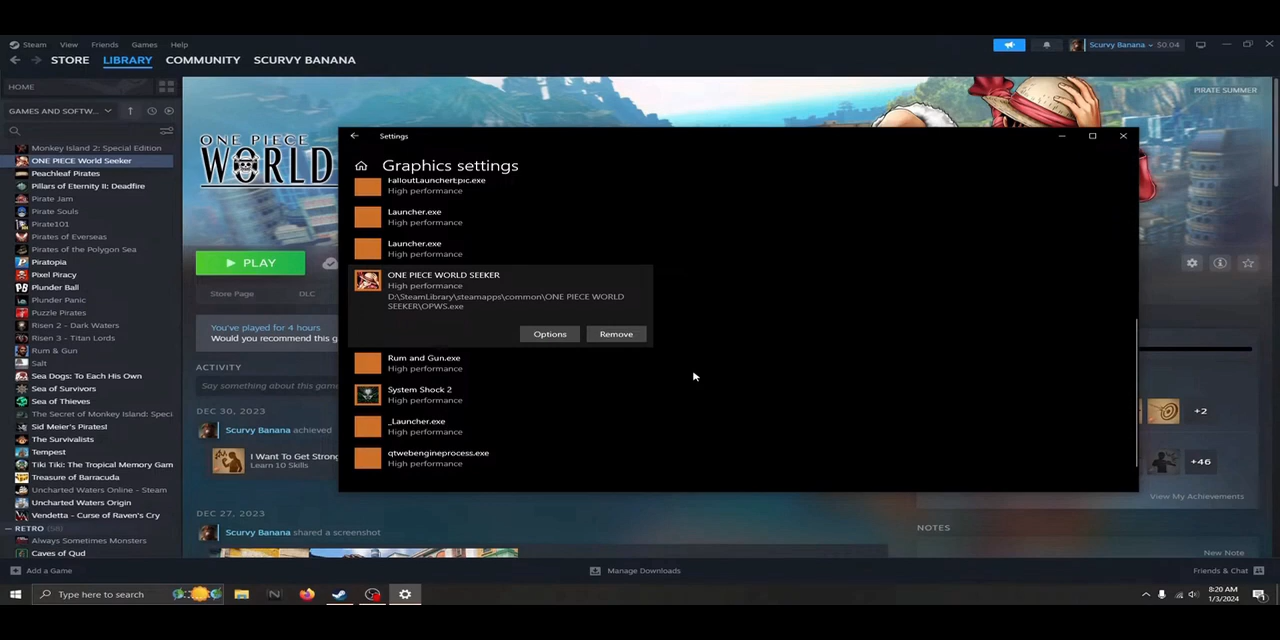 Steam View Friends Games Help
Scurvy Banana $0.04
STORE LIBRARY COMMUNITY SCURVY BANANA
HOME
GAMES AND SOFTW...
Monkey Island 2: Special Edition
ONE PIECE World Seeker
Peachleaf Pirates
Pillars of Eternity II: Deadfire
Pirate Jam
Pirate Souls
Pirate101
Pirates of Everseas
Pirates of the Polygon Sea
Piratopia
Pixel Piracy
Plunder Ball
Plunder Panic
Puzzle Pirates
Risen 2 - Dark Waters
Risen 3 - Titan Lords
Rum & Gun
Salt
Sea Dogs: To Each His Own
Sea of Survivors
Sea of Thieves
The Secret of Monkey Island: Speci
Sid Meier's Pirates!
The Survivalists
Tempest
Tiki Tiki: The Tropical Memory Gam
Treasure of Barracuda
Uncharted Waters Online - Steam
Uncharted Waters Origin
Vendetta - Curse of Raven's Cry
RETRO
Always Sometimes Monsters
Caves of Qud
ONE PIECE
WORLD
PIRATE SUMMER
PLAY
Store Page DLC
You've played for 4 hours
Would you recommend this g
ACTIVITY
Say something about this game
DEC 30, 2023
Scurvy Banana achieved
I Want To Get Strong
Learn 10 Skills
DEC 27, 2023
Scurvy Banana shared a screenshot
Settings
Graphics settings
FalloutLauncherEpic.exe
High performance
Launcher.exe
High performance
Launcher.exe
High performance
ONE PIECE WORLD SEEKER
High performance
D:\SteamLibrary\steamapps\common\ONE PIECE WORLD
SEEKER\OPWS.exe
Options Remove
Rum and Gun.exe
High performance
System Shock 2
High performance
_Launcher.exe
High performance
qtwebengineprocess.exe
High performance
+2
+46
View My Achievements
NOTES
New Note
Add a Game
Manage Downloads
Friends & Chat
Type here to search
8:20 AM
1/3/2024